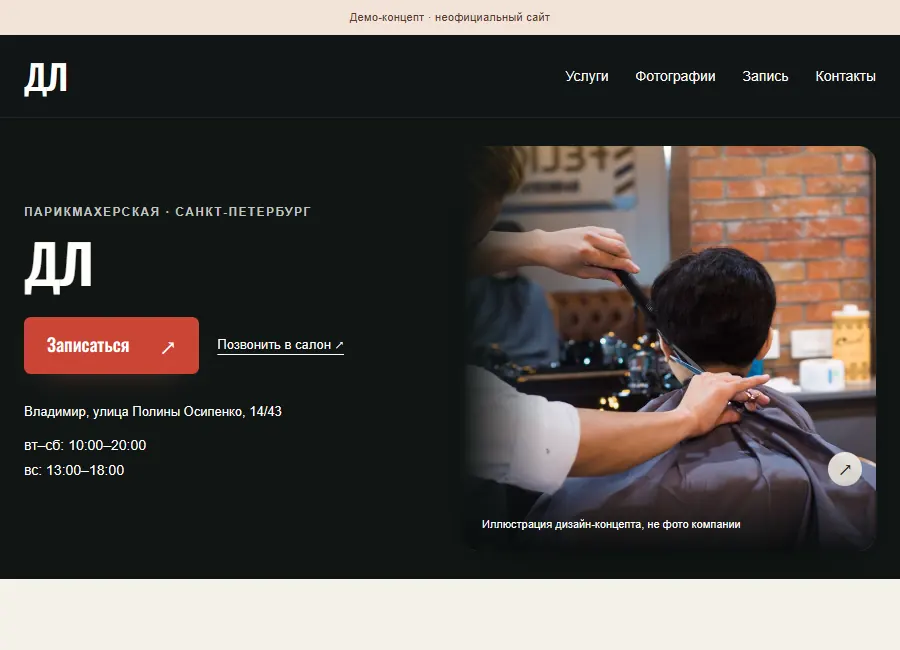 Демо-концепт · неофициальный сайт
ДЛ
Услуги Фотографии Запись Контакты
ПАРИКМАХЕРСКАЯ · САНКТ-ПЕТЕРБУРГ
ДЛ
Записаться ↗
Позвонить в салон ↗
Владимир, улица Полины Осипенко, 14/43
вт–сб: 10:00–20:00
вс: 13:00–18:00
↗
Иллюстрация дизайн-концепта, не фото компании